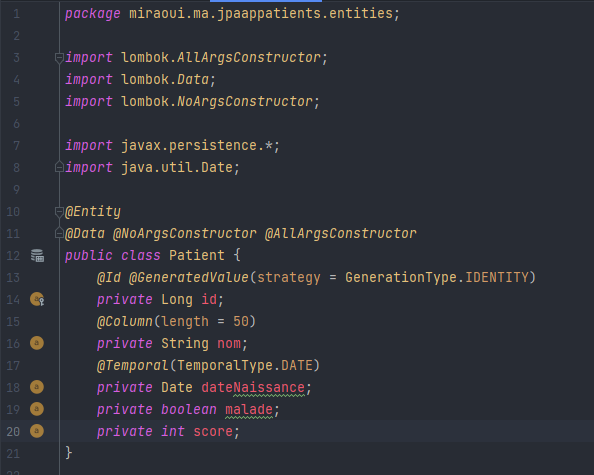 1 package miraoui.ma.jpaappatients.entities;
2
3 import lombok.AllArgsConstructor;
4 import lombok.Data;
5 import lombok.NoArgsConstructor;
6
7 import javax.persistence.*;
8 import java.util.Date;
9
10 @Entity
11 @Data @NoArgsConstructor @AllArgsConstructor
12 public class Patient {
13 @Id @GeneratedValue(strategy = GenerationType.IDENTITY)
14 private Long id;
15 @Column(length = 50)
16 private String nom;
17 @Temporal(TemporalType.DATE)
18 private Date dateNaissance;
19 private boolean malade;
20 private int score;
21 }